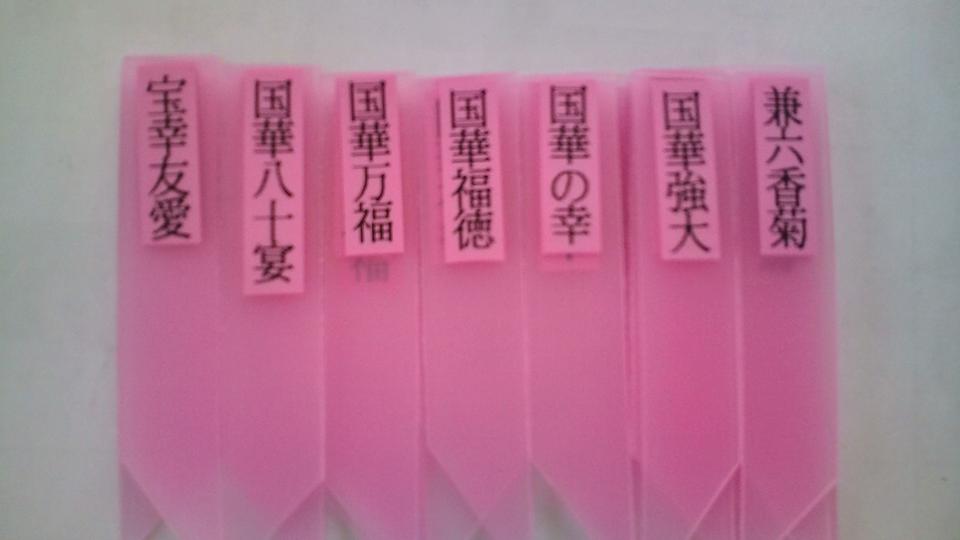 宝幸友愛
国華八十宴
国華万福
国華福徳
国華の幸
国華強大
兼六香菊